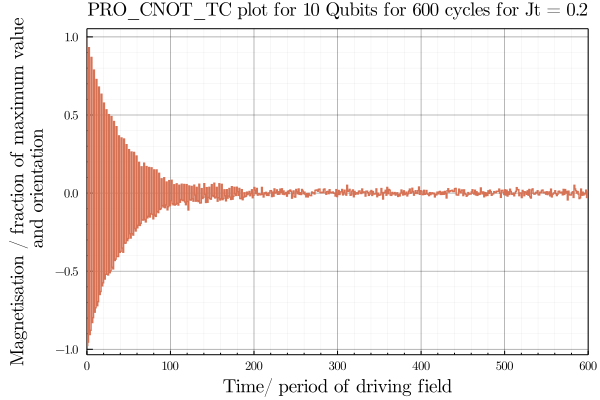 PRO_CNOT_TC plot for 10 Qubits for 600 cycles for Jt = 0.2
Magnetisation / fraction of maximum value
and orientation
1.0
0.5
0.0
−0.5
−1.0
0 100 200 300 400 500 600
Time/ period of driving field